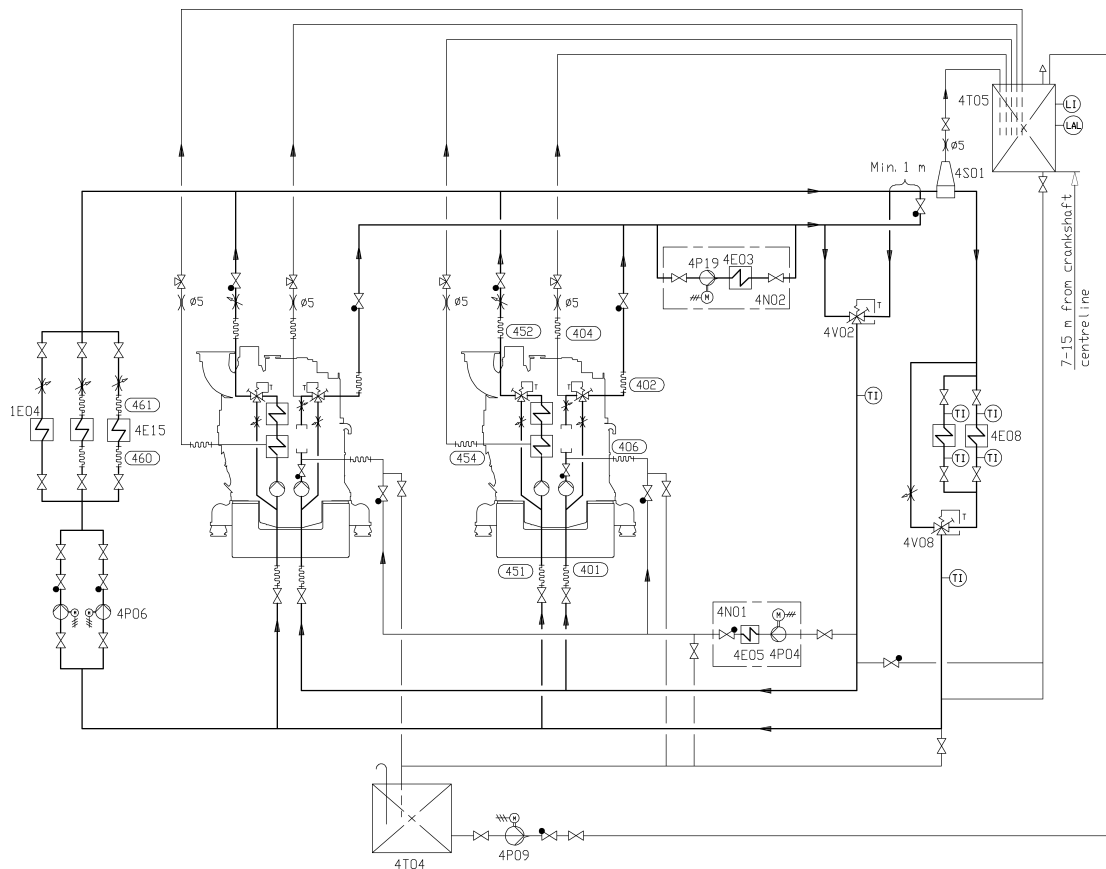 LI
4T05
LAL
Ø5
Min. 1 m
4S01
7-15 m from crankshaft
centreline
4P19
4E03
T
Ø5
Ø5
Ø5
Ø5
M
4N02
4V02
452
404
T
T
T
T
402
TI
461
1E04
4E15
TI
TI
4E08
406
460
454
TI
TI
T
4V08
451
401
TI
M
M
4P06
4N01
M
4E05
4P04
M
4P09
4T04